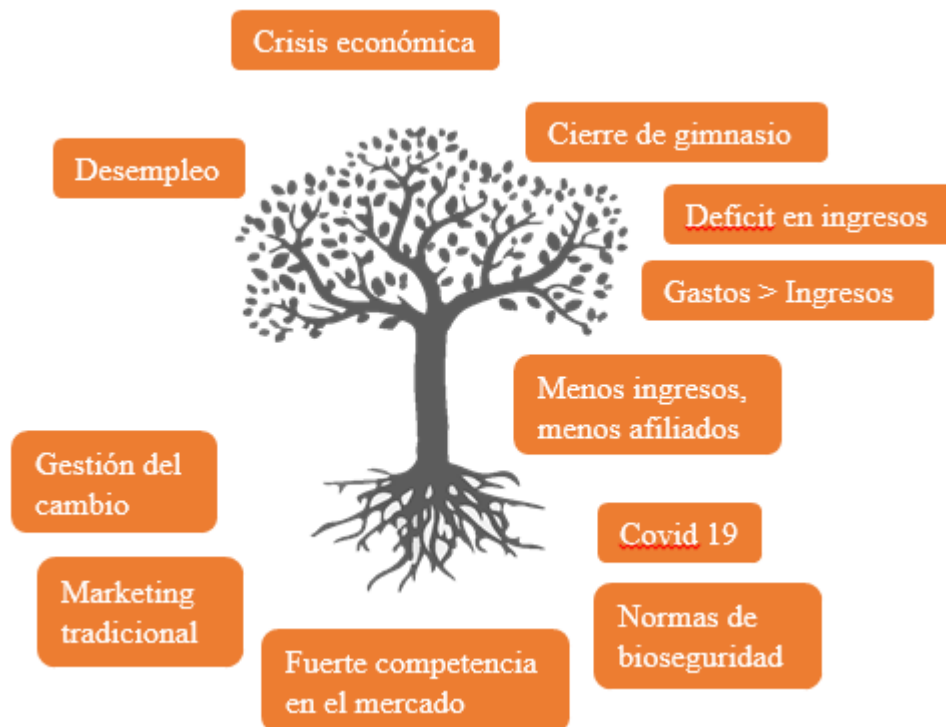 Crisis económica
Cierre de gimnasio
Desempleo
Deficit en ingresos
Gastos > Ingresos
Menos ingresos,
menos afiliados
Gestión del
cambio
Covid 19
Marketing
tradicional
Normas de
bioseguridad
Fuerte competencia
en el mercado